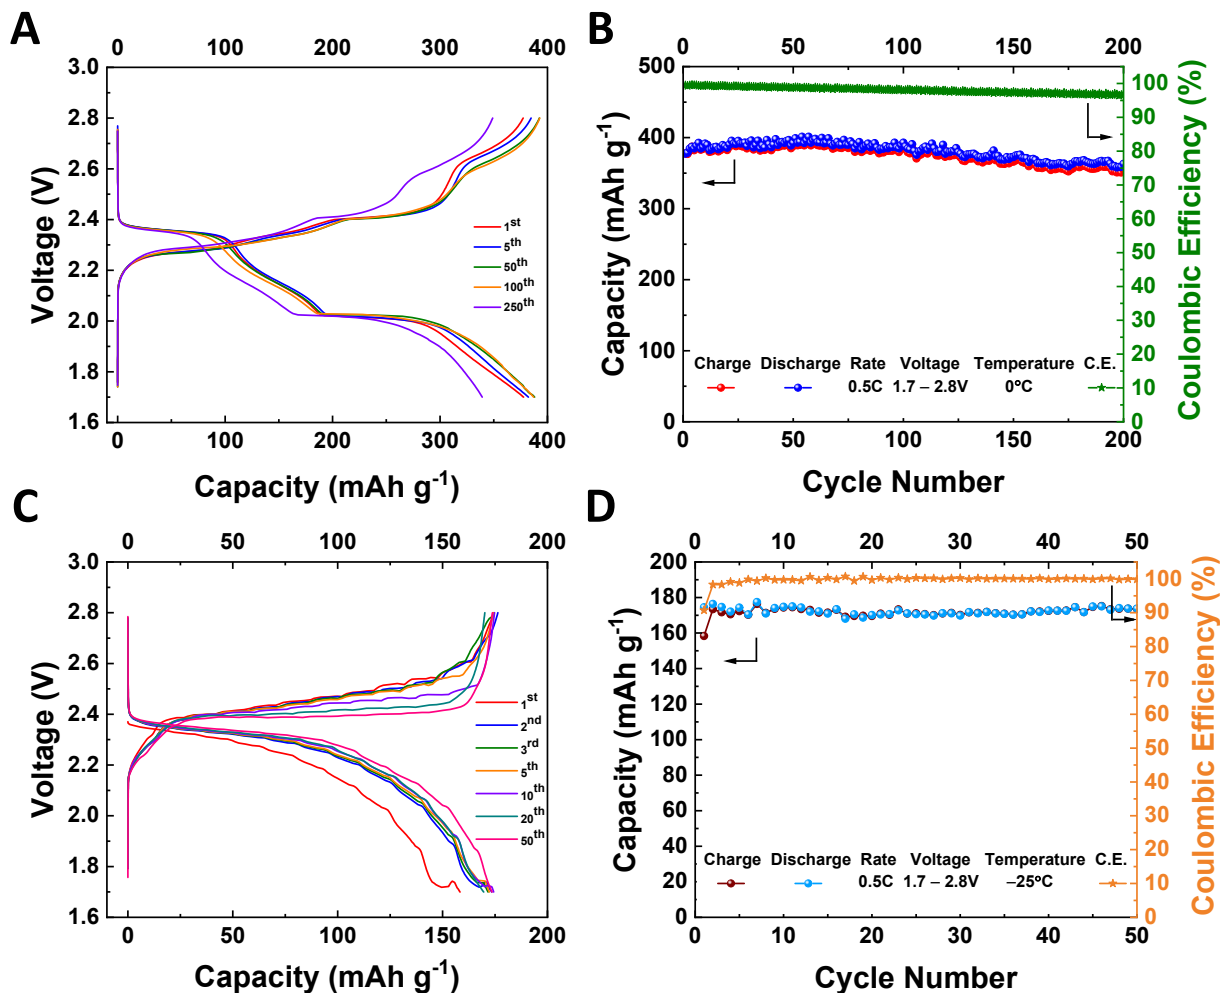 A
0 100 200 300 400
3.0
2.8
2.6
2.4
2.2
2.0
1.8
1.6
Voltage (V)
1st
5th
50th
100th
250th
0 100 200 300 400
Capacity (mAh g-1)
B
0 50 100 150 200
500
400
300
200
100
0
Capacity (mAh g-1)
100
90
80
70
60
50
40
30
20
10
0
Coulombic Efficiency (%)
Charge Discharge Rate Voltage Temperature C.E.
0.5C 1.7 – 2.8V 0ºC
0 50 100 150 200
Cycle Number
C
0 50 100 150 200
3.0
2.8
2.6
2.4
2.2
2.0
1.8
1.6
Voltage (V)
1st
2nd
3rd
5th
10th
20th
50th
0 50 100 150 200
Capacity (mAh g-1)
D
0 10 20 30 40 50
200
180
160
140
120
100
80
60
40
20
0
Capacity (mAh g-1)
100
90
80
70
60
50
40
30
20
10
0
Coulombic Efficiency (%)
Charge Discharge Rate Voltage Temperature C.E.
0.5C 1.7 – 2.8V –25ºC
0 10 20 30 40 50
Cycle Number